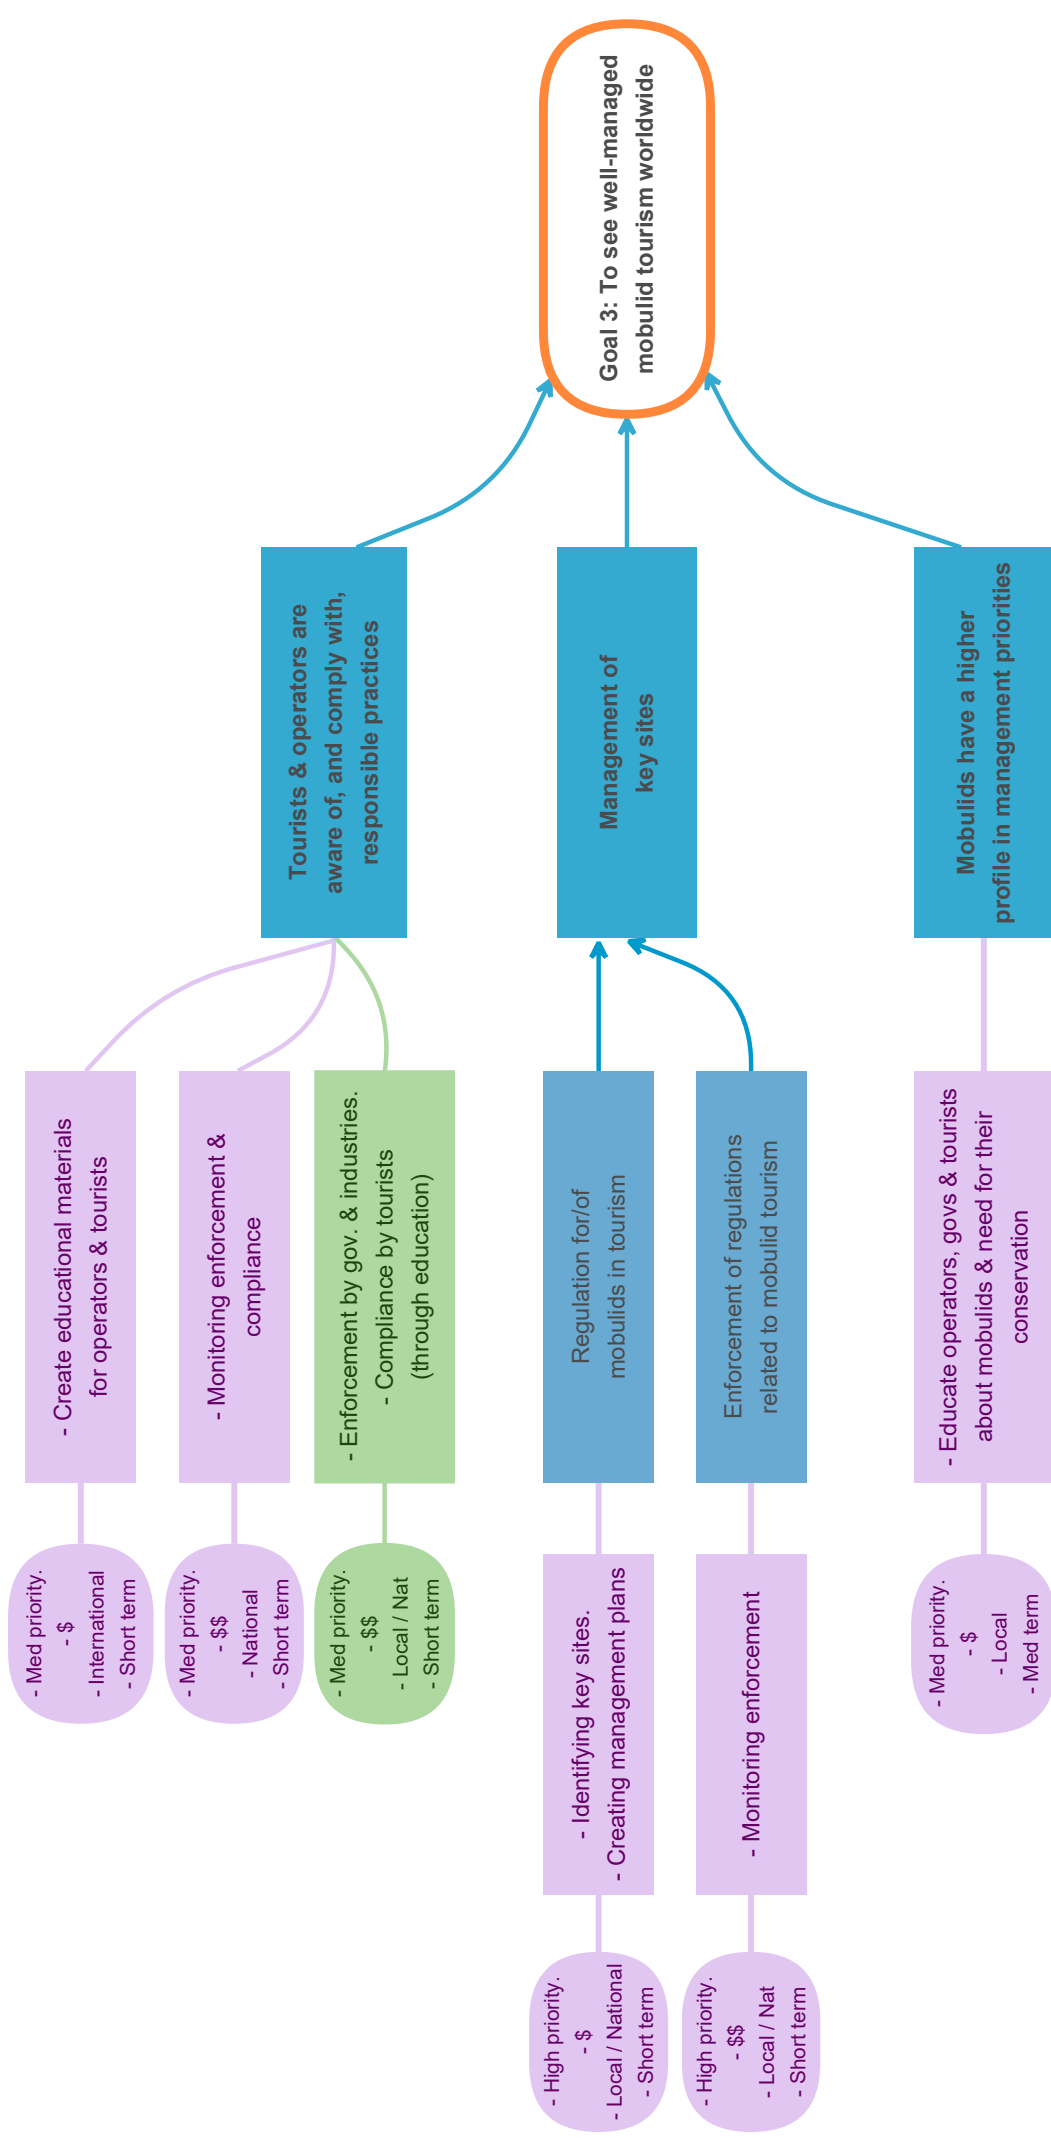 Goal 3: To see well-managed
mobulid tourism worldwide
Tourists & operators are
aware of, and comply with,
responsible practices
Management of
key sites
Mobulids have a higher
profile in management priorities
- Create educational materials
for operators & tourists
- Monitoring enforcement &
compliance
- Enforcement by gov. & industries.
- Compliance by tourists
(through education)
Regulation for/of
mobulids in tourism
Enforcement of regulations
related to mobulid tourism
- Educate operators, govs & tourists
about mobulids & need for their
conservation
- Med priority.
- $
- International
- Short term
- Med priority.
- $$
- National
- Short term
- Med priority.
- $$
- Local / Nat
- Short term
- Identifying key sites.
- Creating management plans
- Monitoring enforcement
- Med priority.
- $
- Local
- Med term
- High priority.
- $
- Local / National
- Short term
- High priority.
- $$
- Local / Nat
- Short term